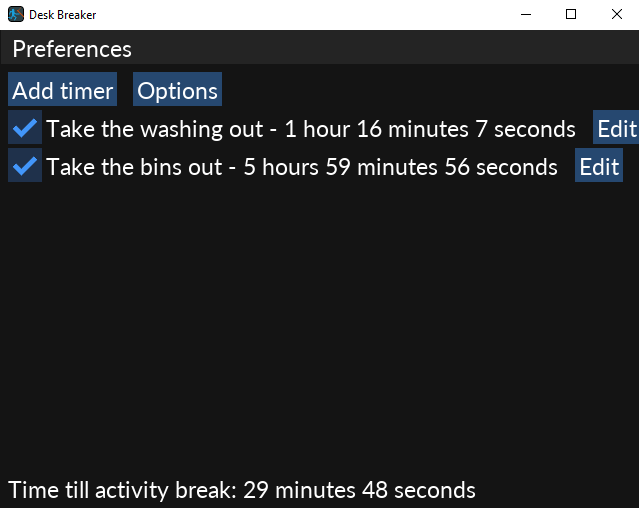 Desk Breaker
Preferences
Add timer Options
Take the washing out - 1 hour 16 minutes 7 seconds Edit
Take the bins out - 5 hours 59 minutes 56 seconds Edit
Time till activity break: 29 minutes 48 seconds